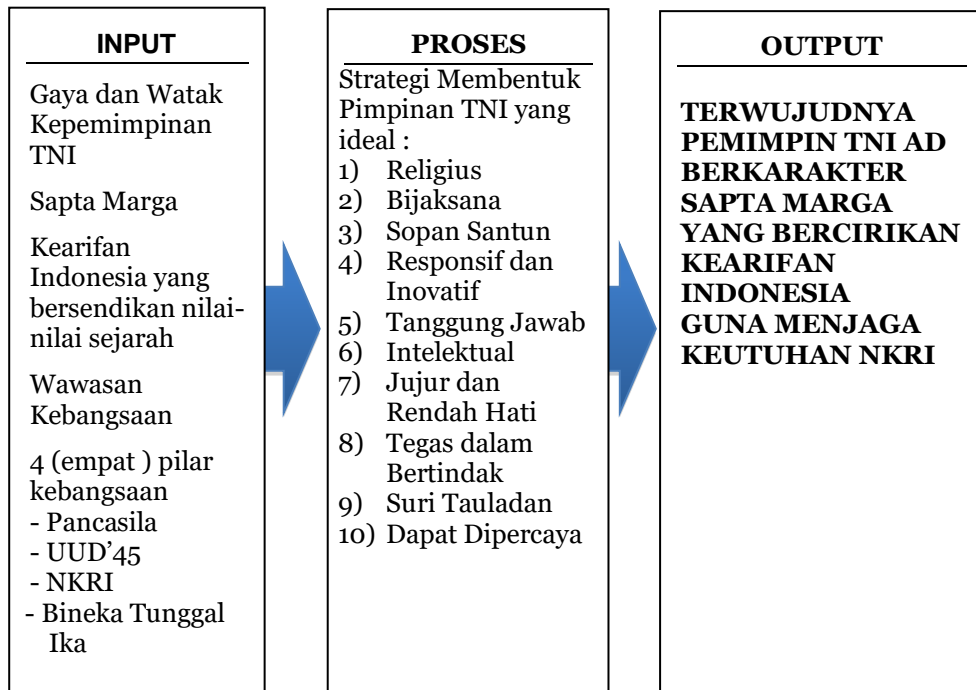 INPUT
Gaya dan Watak
Kepemimpinan
TNI
Sapta Marga
Kearifan
Indonesia yang
bersendikan nilai-
nilai sejarah
Wawasan
Kebangsaan
4 (empat ) pilar
kebangsaan
- Pancasila
- UUD’45
- NKRI
- Bineka Tunggal
Ika
PROSES
Strategi Membentuk
Pimpinan TNI yang
ideal :
1) Religius
2) Bijaksana
3) Sopan Santun
4) Responsif dan
Inovatif
5) Tanggung Jawab
6) Intelektual
7) Jujur dan
Rendah Hati
8) Tegas dalam
Bertindak
9) Suri Tauladan
10) Dapat Dipercaya
OUTPUT
TERWUJUDNYA
PEMIMPIN TNI AD
BERKARAKTER
SAPTA MARGA
YANG BERCIRIKAN
KEARIFAN
INDONESIA
GUNA MENJAGA
KEUTUHAN NKRI